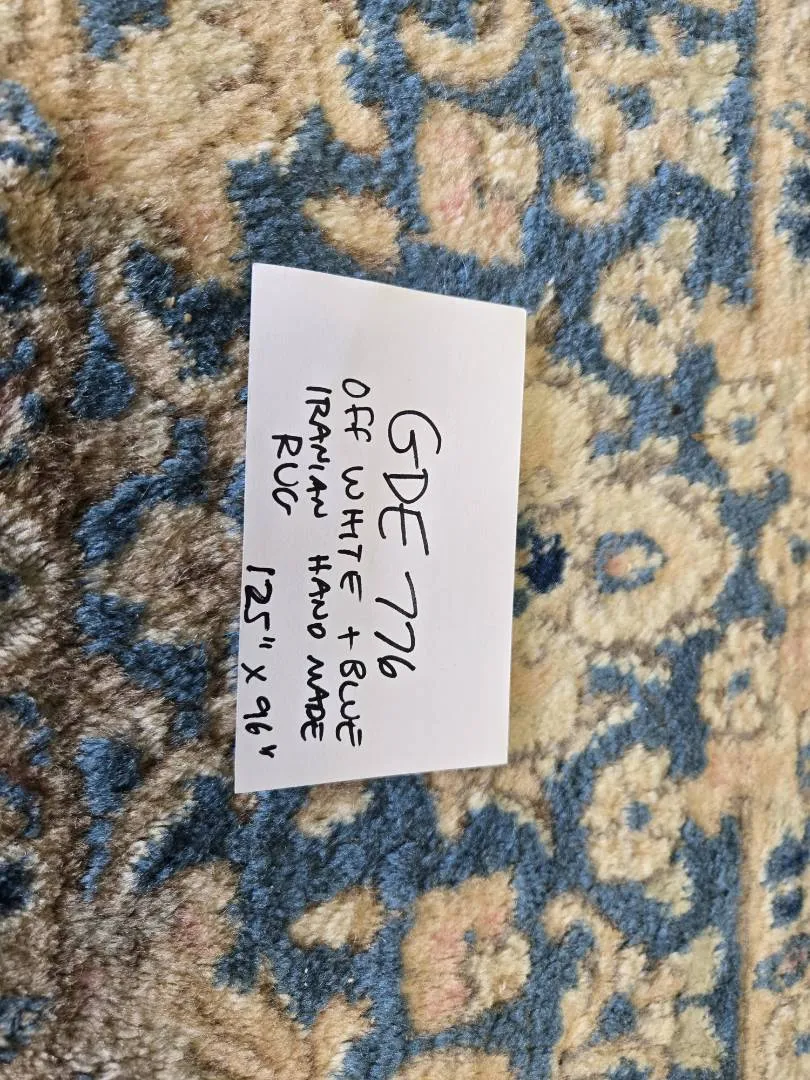 GDE 776
OFF WHITE + BLUE
IRANIAN HAND MADE
RUG
125" X 96"